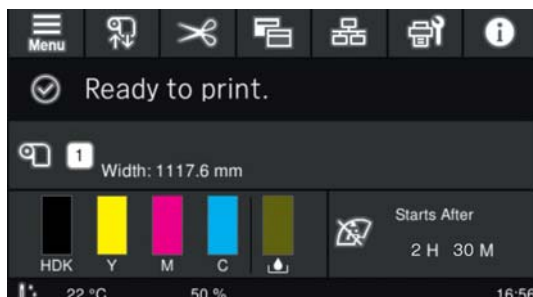 Menu
Ready to print.
1
Width: 1117.6 mm
Starts After
2 H 30 M
HDK Y M C
22 °C 50 % 16:56